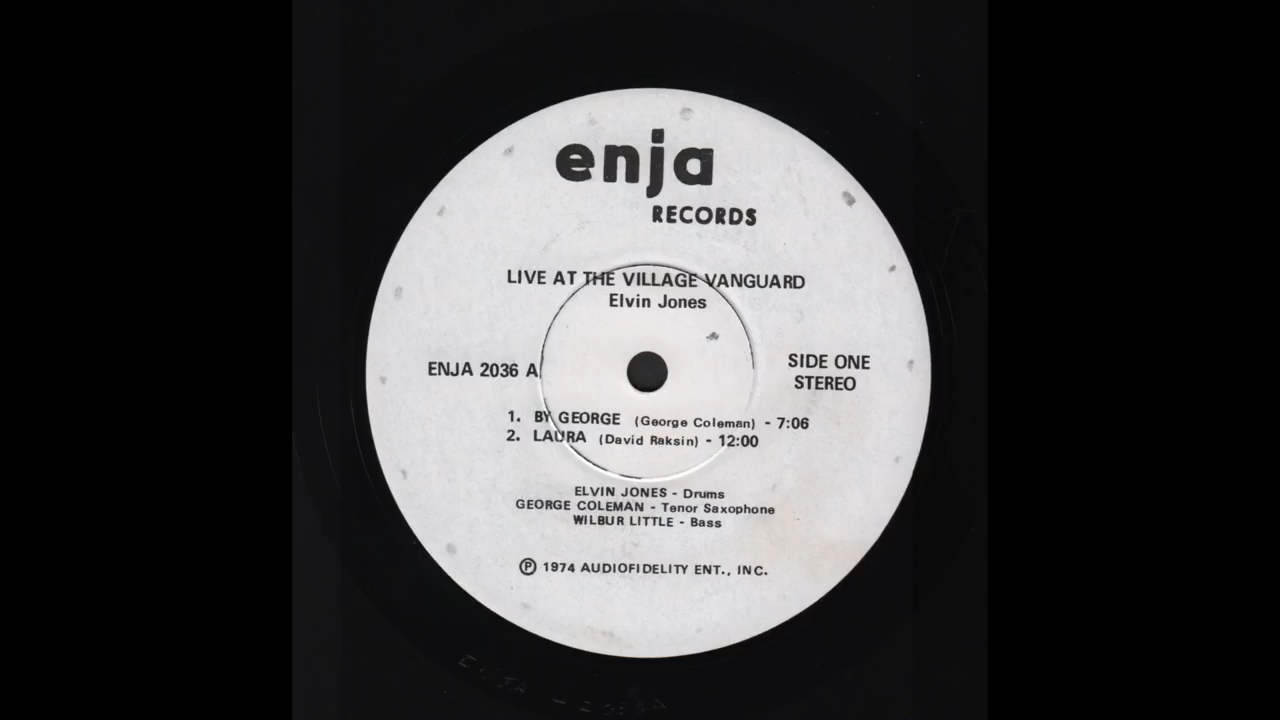 enja
RECORDS
LIVE AT THE VILLAGE VANGUARD
Elvin Jones
ENJA 2036 A
SIDE ONE
STEREO
1. BY GEORGE (George Coleman) - 7:06
2. LAURA (David Raksin) - 12:00
ELVIN JONES - Drums
GEORGE COLEMAN - Tenor Saxophone
WILBUR LITTLE - Bass
Ⓟ 1974 AUDIOFIDELITY ENT., INC.